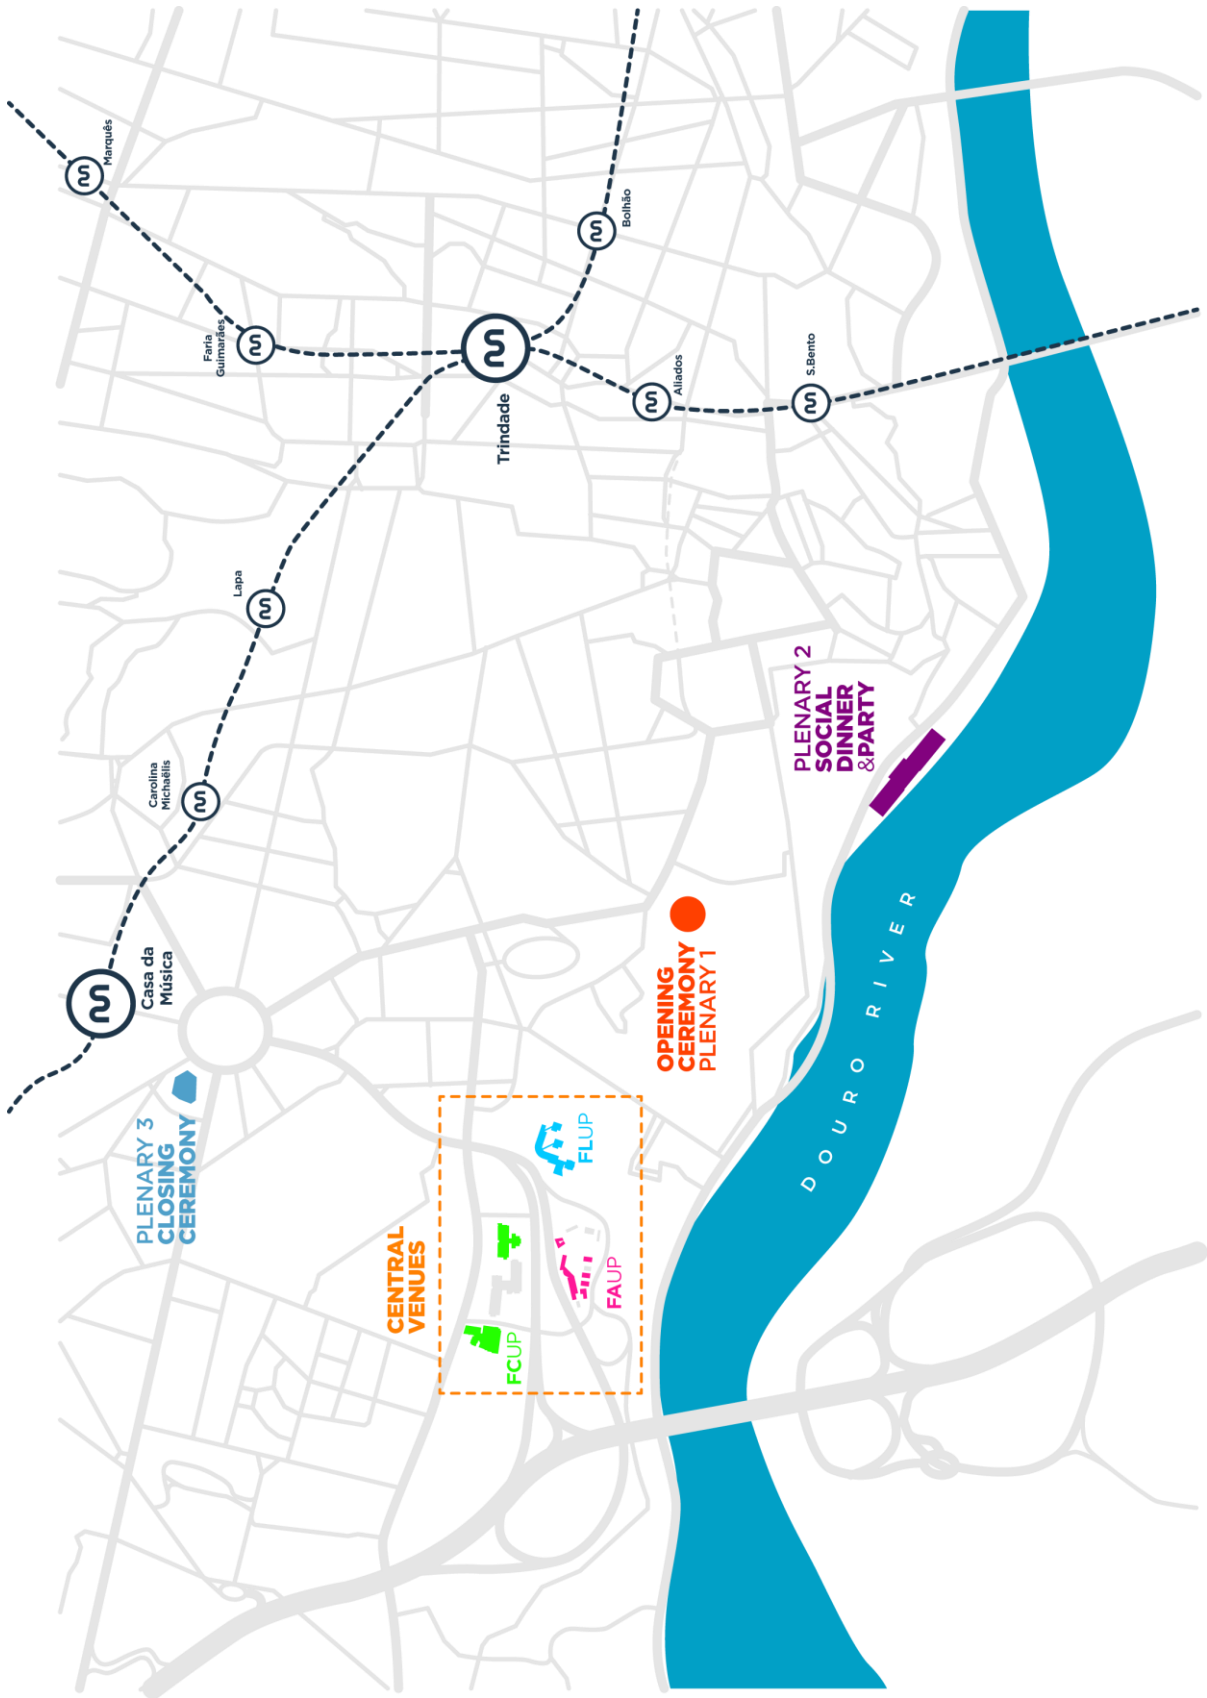 Marquês
Bolhão
Faria
Guimarães
Trindade
Aliados
S.Bento
Lapa
Carolina
Michaëlis
Casa da
Música
PLENARY 2
SOCIAL
DINNER
&PARTY
OPENING
CEREMONY
PLENARY 1
PLENARY 3
CLOSING
CEREMONY
CENTRAL
VENUES
FLUP
FAUP
FCUP
DOURO RIVER